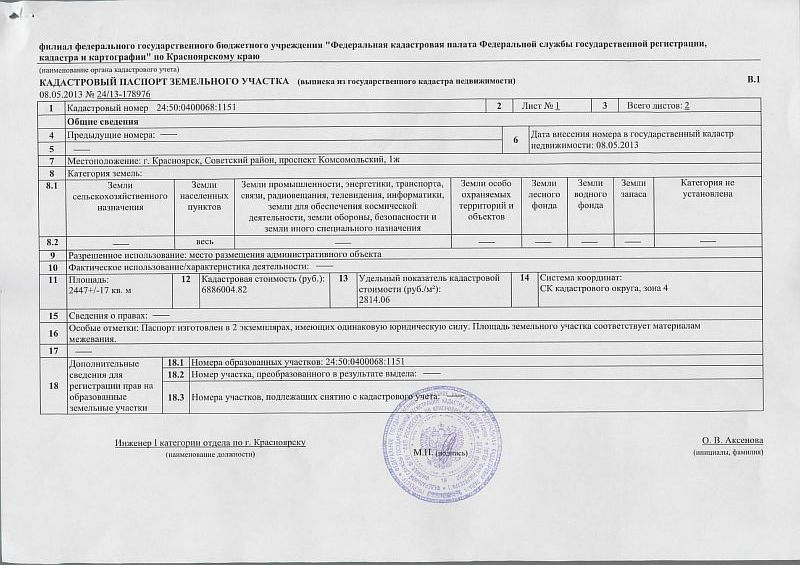 филиал федерального государственного бюджетного учреждения "Федеральная кадастровая палата Федеральной службы государственной регистрации,
кадастра и картографии" по Красноярскому краю
(наименование органа кадастрового учета)
КАДАСТРОВЫЙ ПАСПОРТ ЗЕМЕЛЬНОГО УЧАСТКА (выписка из государственного кадастра недвижимости) В.1
08.05.2013 № 24/13-178976
1 Кадастровый номер 24:50:0400068:1151 2 Лист № 1 3 Всего листов: 2
Общие сведения
4 Предыдущие номера: —
5 —
6 Дата внесения номера в государственный кадастр
недвижимости: 08.05.2013
7 Местоположение: г. Красноярск, Советский район, проспект Комсомольский, 1ж
8 Категория земель:
8.1 Земли
сельскохозяйственного
назначения
Земли
населенных
пунктов
Земли промышленности, энергетики, транспорта,
связи, радиовещания, телевидения, информатики,
земли для обеспечения космической
деятельности, земли обороны, безопасности и
земли иного специального назначения
Земли особо
охраняемых
территорий и
объектов
Земли
лесного
фонда
Земли
водного
фонда
Земли
запаса
Категория не
установлена
8.2 — весь — — — — — —
9 Разрешенное использование: место размещения административного объекта
10 Фактическое использование/характеристика деятельности: —
11 Площадь:
2447+/-17 кв. м
12 Кадастровая стоимость (руб.):
6886004.82
13 Удельный показатель кадастровой
стоимости (руб./м²):
2814.06
14 Система координат:
СК кадастрового округа, зона 4
15 Сведения о правах: —
16 Особые отметки: Паспорт изготовлен в 2 экземплярах, имеющих одинаковую юридическую силу. Площадь земельного участка соответствует материалам
межевания.
17 —
18 Дополнительные
сведения для
регистрации прав на
образованные
земельные участки
18.1 Номера образованных участков: 24:50:0400068:1151
18.2 Номер участка, преобразованного в результате выдела: —
18.3 Номера участков, подлежащих снятию с кадастрового учета: —
Инженер I категории отдела по г. Красноярску
(наименование должности)
М.П. (подпись)
О. В. Аксенова
(инициалы, фамилия)